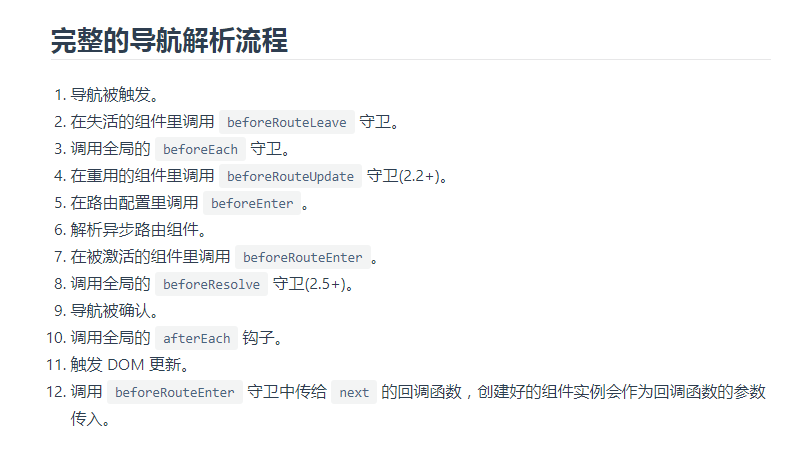 完整的导航解析流程
1. 导航被触发。
2. 在失活的组件里调用 beforeRouteLeave 守卫。
3. 调用全局的 beforeEach 守卫。
4. 在重用的组件里调用 beforeRouteUpdate 守卫(2.2+)。
5. 在路由配置里调用 beforeEnter 。
6. 解析异步路由组件。
7. 在被激活的组件里调用 beforeRouteEnter 。
8. 调用全局的 beforeResolve 守卫(2.5+)。
9. 导航被确认。
10. 调用全局的 afterEach 钩子。
11. 触发 DOM 更新。
12. 调用 beforeRouteEnter 守卫中传给 next 的回调函数，创建好的组件实例会作为回调函数的参数
传入。